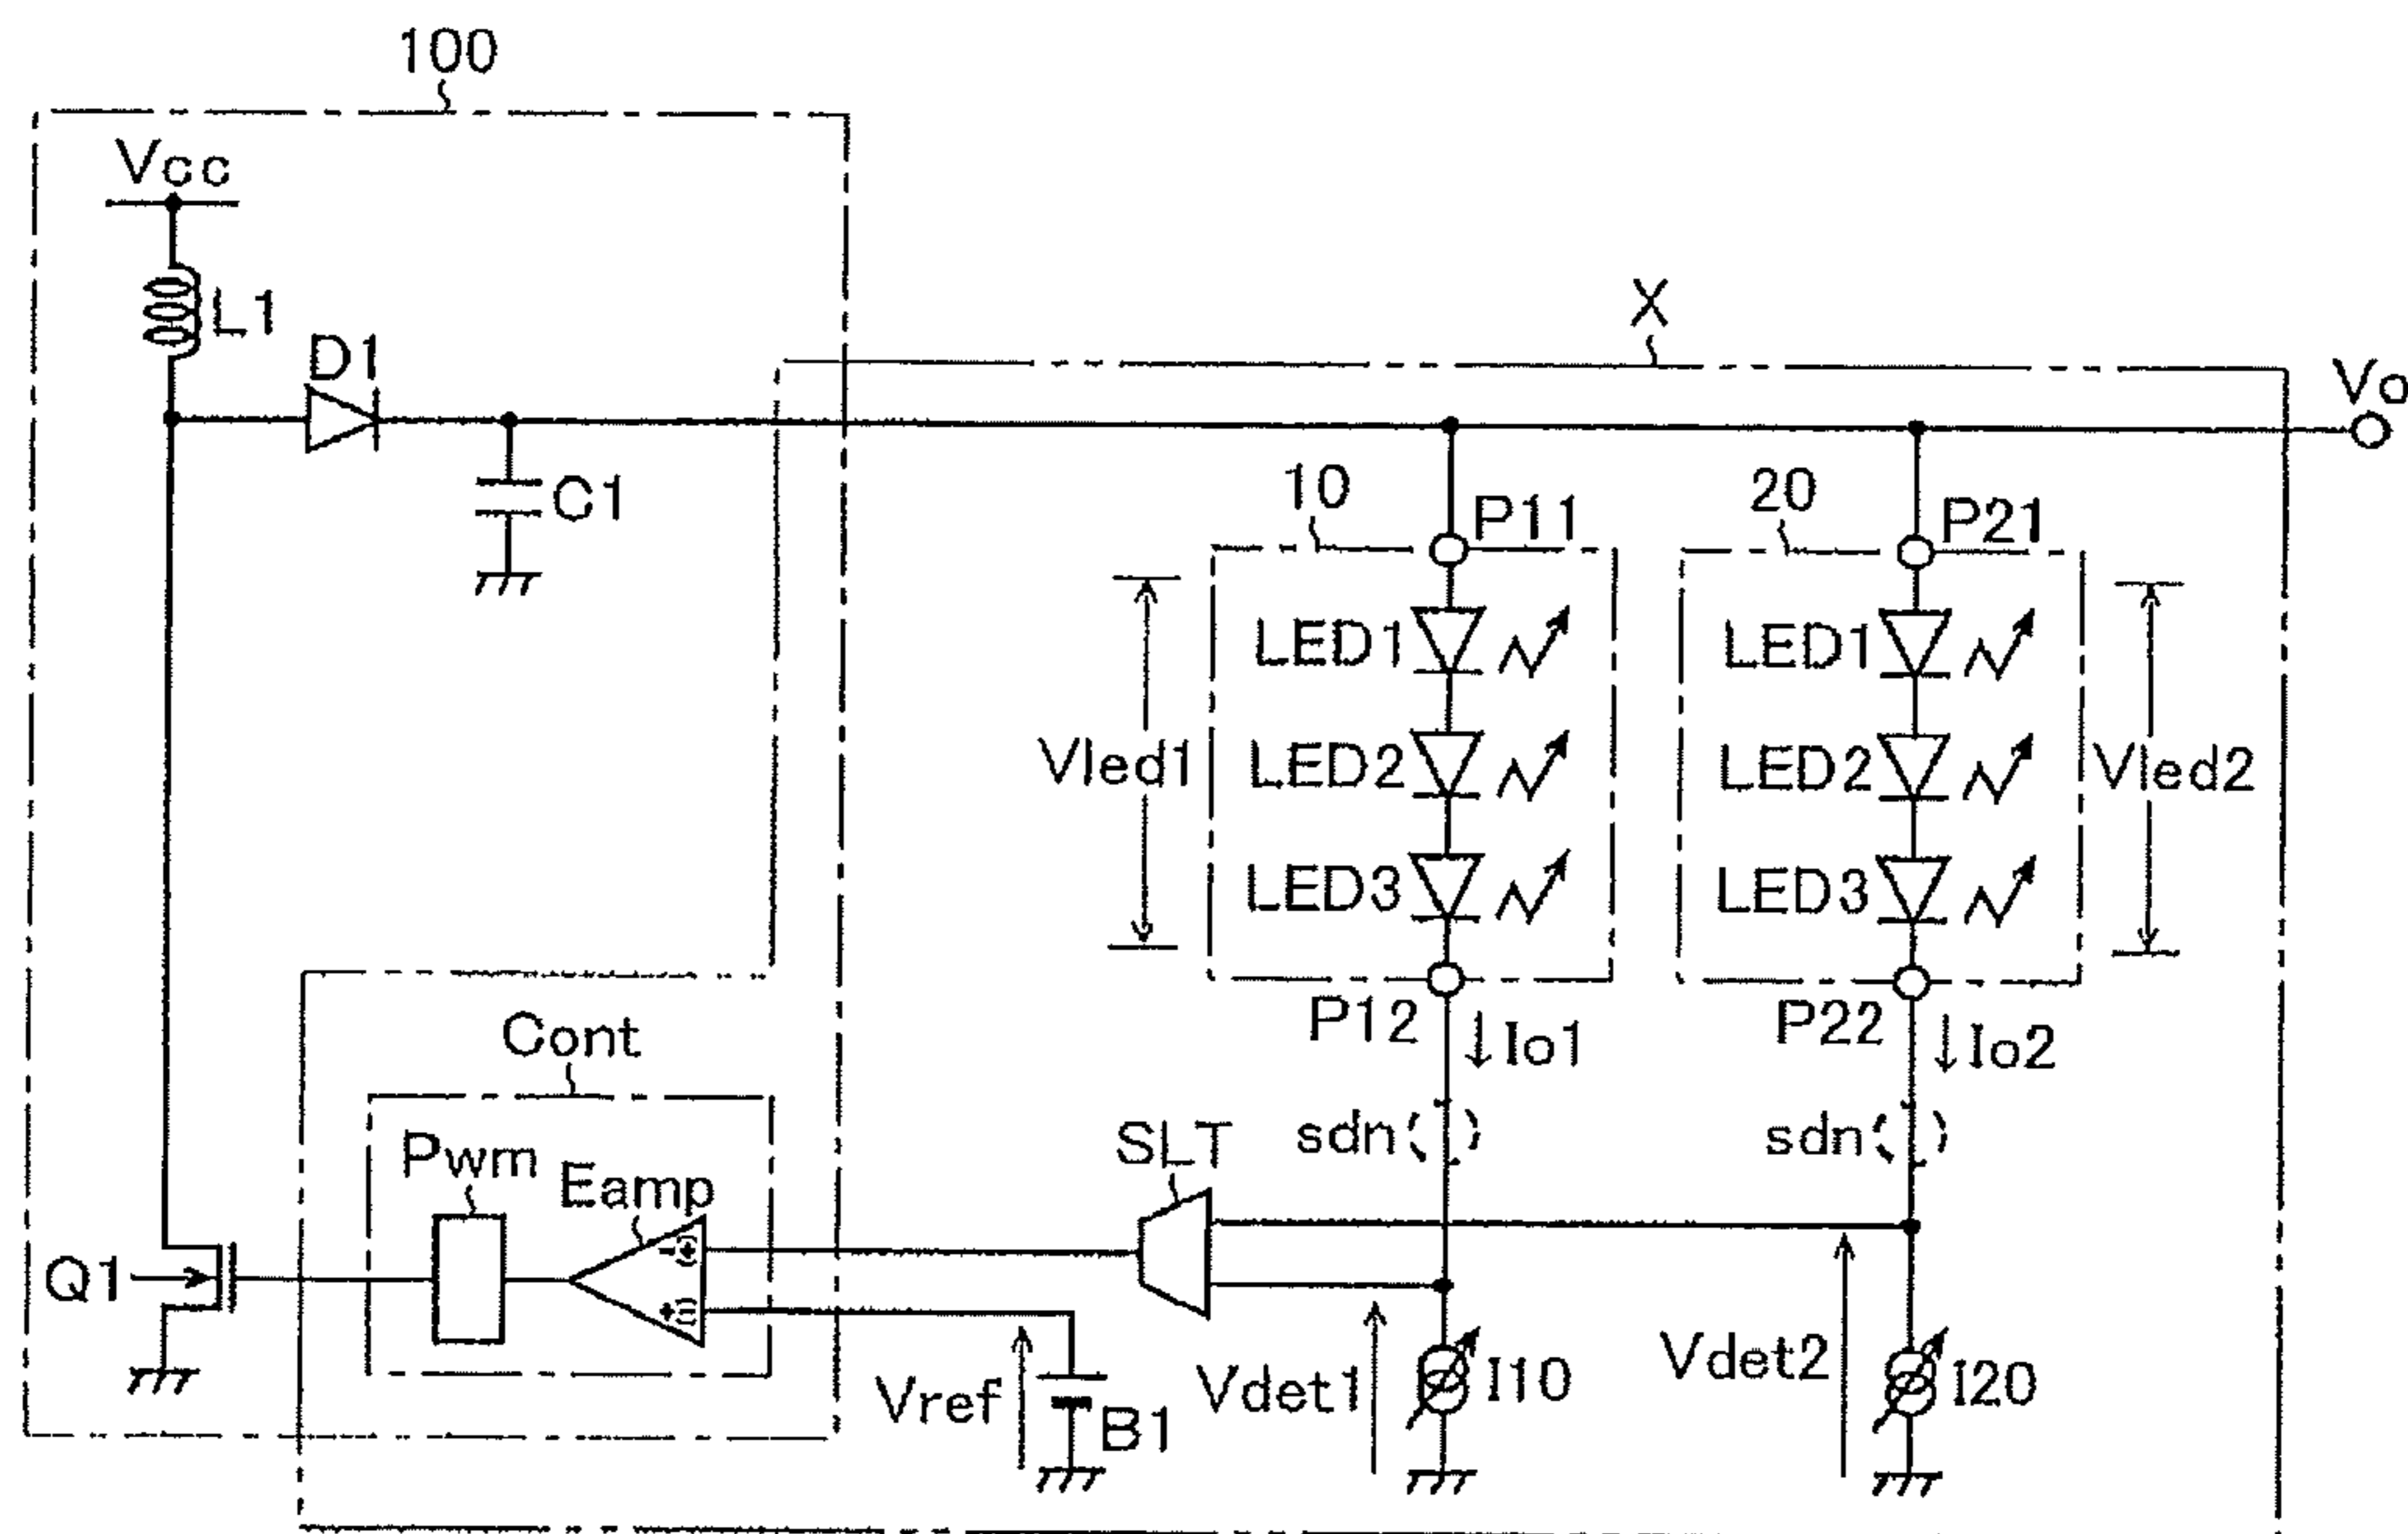 100
Vcc
L1
D1
C1
X
Vo
10
P11
20
P21
LED1
LED2
LED3
Vled1
LED1
LED2
LED3
Vled2
P12
Io1
P22
Io2
sdn
sdn
Cont
Pwm
Eamp
SLT
Q1
-(+)
+(-)
Vref
B1
Vdet1
I10
Vdet2
I20